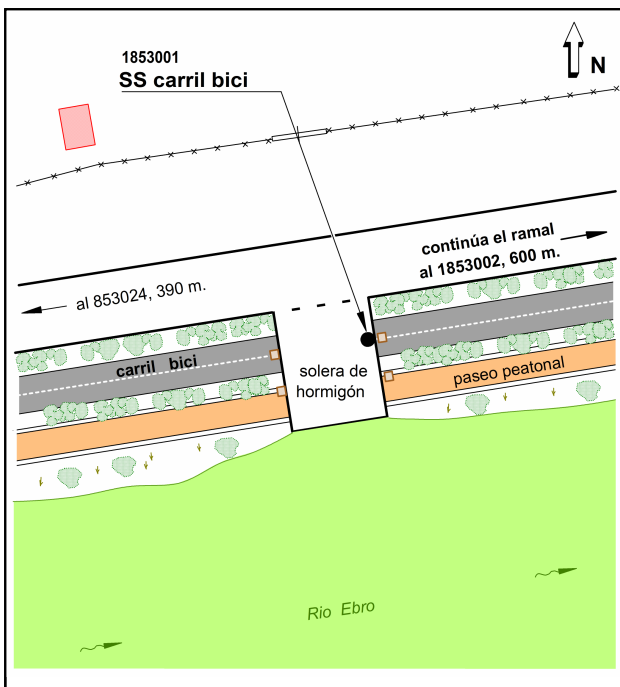 1853001
SS carril bici
N
continúa el ramal
al 1853002, 600 m.
al 853024, 390 m.
carril bici
solera de
hormigón
paseo peatonal
Rio Ebro